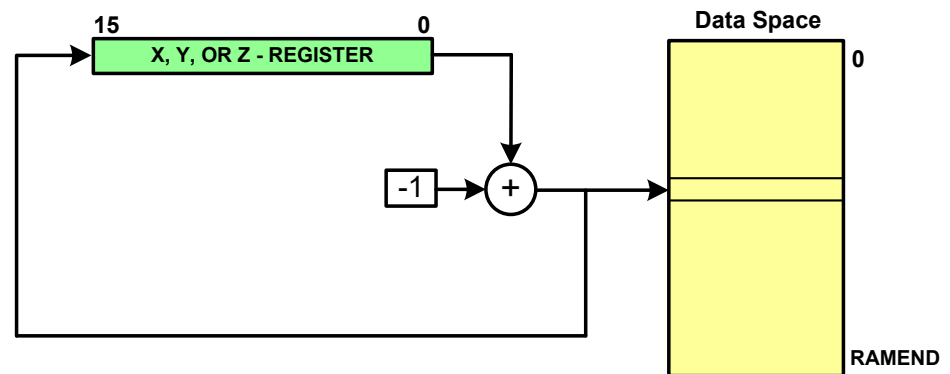 Data Space
15 0
X, Y, OR Z - REGISTER
0
-1
+
RAMEND